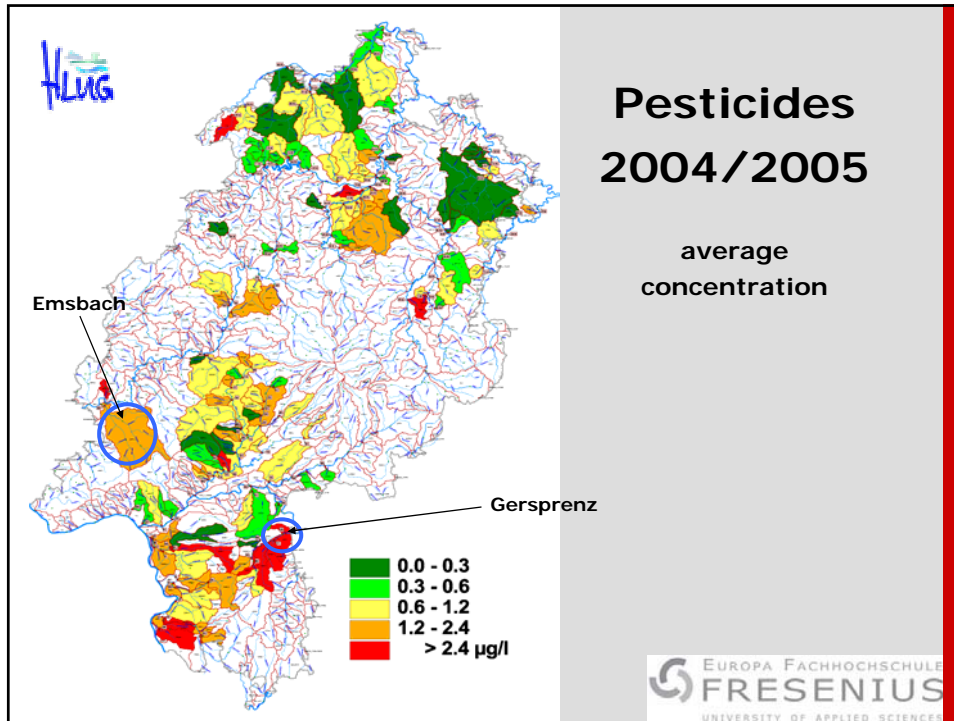 HLUG
Pesticides
2004/2005
average
concentration
Emsbach
Gersprenz
0.0 - 0.3
0.3 - 0.6
0.6 - 1.2
1.2 - 2.4
> 2.4 µg/l
EUROPA FACHHOCHSCHULE
FRESENIUS
UNIVERSITY OF APPLIED SCIENCES